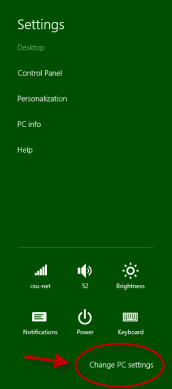 Settings
Desktop
Control Panel
Personalization
PC info
Help
csu-net 52 Brightness
Notifications Power Keyboard
Change PC settings